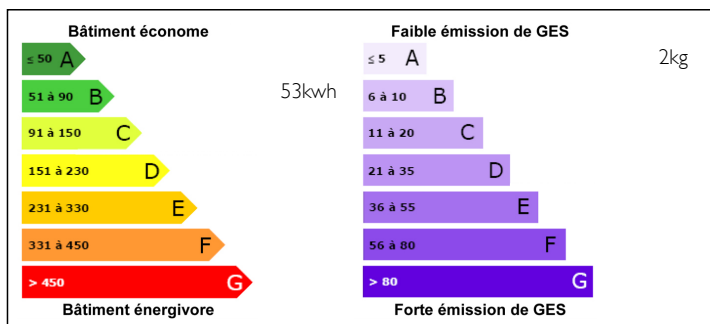 Bâtiment économe
≤ 50 A
51 à 90 B
53kwh
91 à 150 C
151 à 230 D
231 à 330 E
331 à 450 F
> 450 G
Bâtiment énergivore
Faible émission de GES
≤ 5 A
2kg
6 à 10 B
11 à 20 C
21 à 35 D
36 à 55 E
56 à 80 F
> 80 G
Forte émission de GES